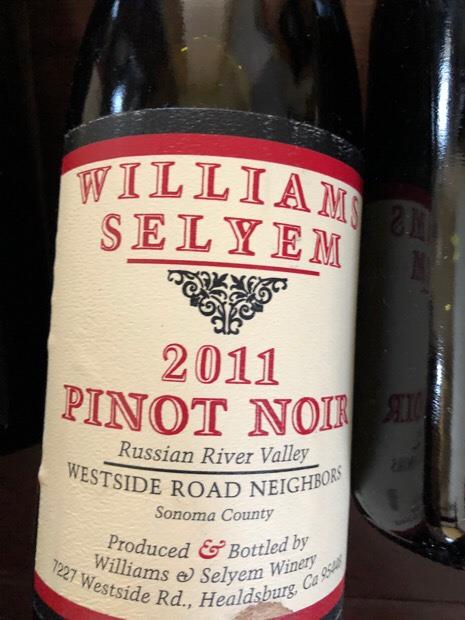 WILLIAMS
SELYEM
2011
PINOT NOIR
Russian River Valley
WESTSIDE ROAD NEIGHBORS
Sonoma County
Produced & Bottled by
Williams & Selyem Winery
7227 Westside Rd., Healdsburg, Ca 95448